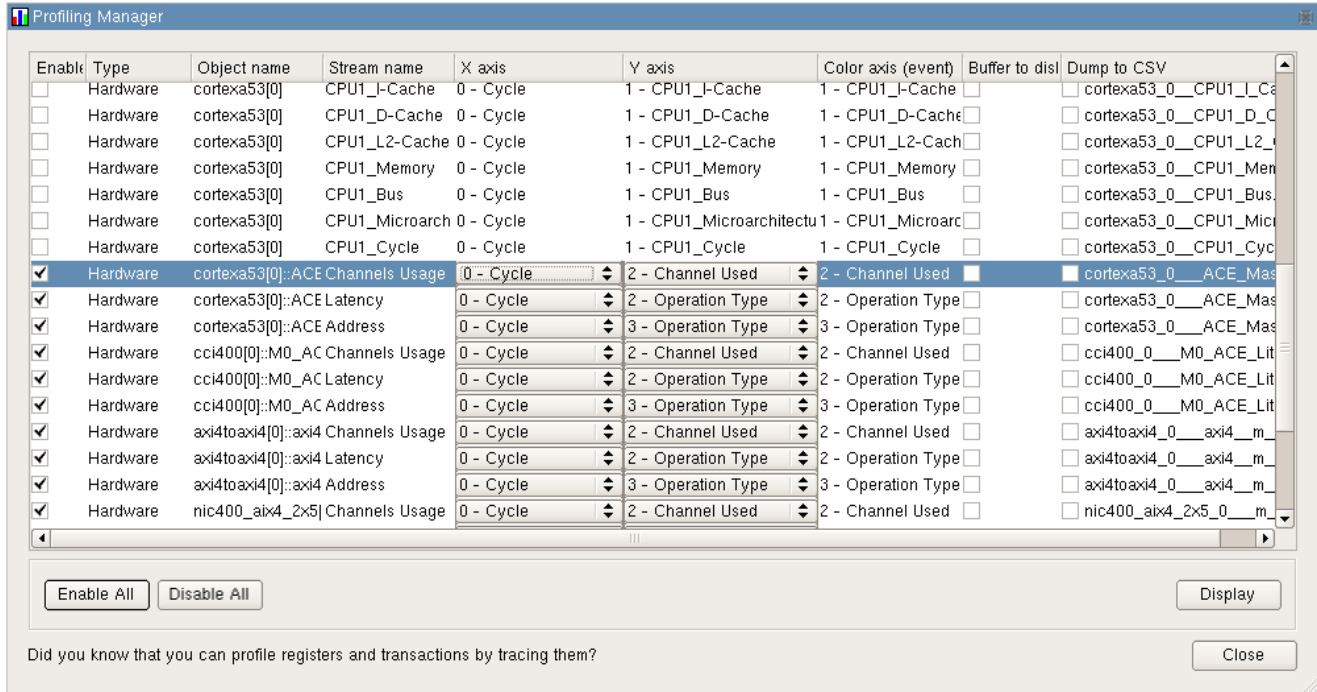 Profiling Manager
Enable Type Object name Stream name X axis Y axis Color axis (event) Buffer to disl Dump to CSV
Hardware cortexa53[0] CPU1_I-Cache 0 - Cycle 1 - CPU1_I-Cache 1 - CPU1_I-Cache cortexa53_0__CPU1_I_Ca
Hardware cortexa53[0] CPU1_D-Cache 0 - Cycle 1 - CPU1_D-Cache 1 - CPU1_D-Cache cortexa53_0__CPU1_D_C
Hardware cortexa53[0] CPU1_L2-Cache 0 - Cycle 1 - CPU1_L2-Cache 1 - CPU1_L2-Cach cortexa53_0__CPU1_L2_
Hardware cortexa53[0] CPU1_Memory 0 - Cycle 1 - CPU1_Memory 1 - CPU1_Memory cortexa53_0__CPU1_Mem
Hardware cortexa53[0] CPU1_Bus 0 - Cycle 1 - CPU1_Bus 1 - CPU1_Bus cortexa53_0__CPU1_Bus.
Hardware cortexa53[0] CPU1_Microarch 0 - Cycle 1 - CPU1_Microarchitectu 1 - CPU1_Microarc cortexa53_0__CPU1_Micr
Hardware cortexa53[0] CPU1_Cycle 0 - Cycle 1 - CPU1_Cycle 1 - CPU1_Cycle cortexa53_0__CPU1_Cyc
Hardware cortexa53[0]::ACE Channels Usage 0 - Cycle 2 - Channel Used 2 - Channel Used cortexa53_0___ACE_Mas
Hardware cortexa53[0]::ACE Latency 0 - Cycle 2 - Operation Type 2 - Operation Type cortexa53_0___ACE_Mas
Hardware cortexa53[0]::ACE Address 0 - Cycle 3 - Operation Type 3 - Operation Type cortexa53_0___ACE_Mas
Hardware cci400[0]::M0_AC Channels Usage 0 - Cycle 2 - Channel Used 2 - Channel Used cci400_0___M0_ACE_Lit
Hardware cci400[0]::M0_AC Latency 0 - Cycle 2 - Operation Type 2 - Operation Type cci400_0___M0_ACE_Lit
Hardware cci400[0]::M0_AC Address 0 - Cycle 3 - Operation Type 3 - Operation Type cci400_0___M0_ACE_Lit
Hardware axi4toaxi4[0]::axi4 Channels Usage 0 - Cycle 2 - Channel Used 2 - Channel Used axi4toaxi4_0___axi4__m_
Hardware axi4toaxi4[0]::axi4 Latency 0 - Cycle 2 - Operation Type 2 - Operation Type axi4toaxi4_0___axi4__m_
Hardware axi4toaxi4[0]::axi4 Address 0 - Cycle 3 - Operation Type 3 - Operation Type axi4toaxi4_0___axi4__m_
Hardware nic400_aix4_2x5[ Channels Usage 0 - Cycle 2 - Channel Used 2 - Channel Used nic400_aix4_2x5_0___m_
Enable All Disable All Display
Did you know that you can profile registers and transactions by tracing them? Close